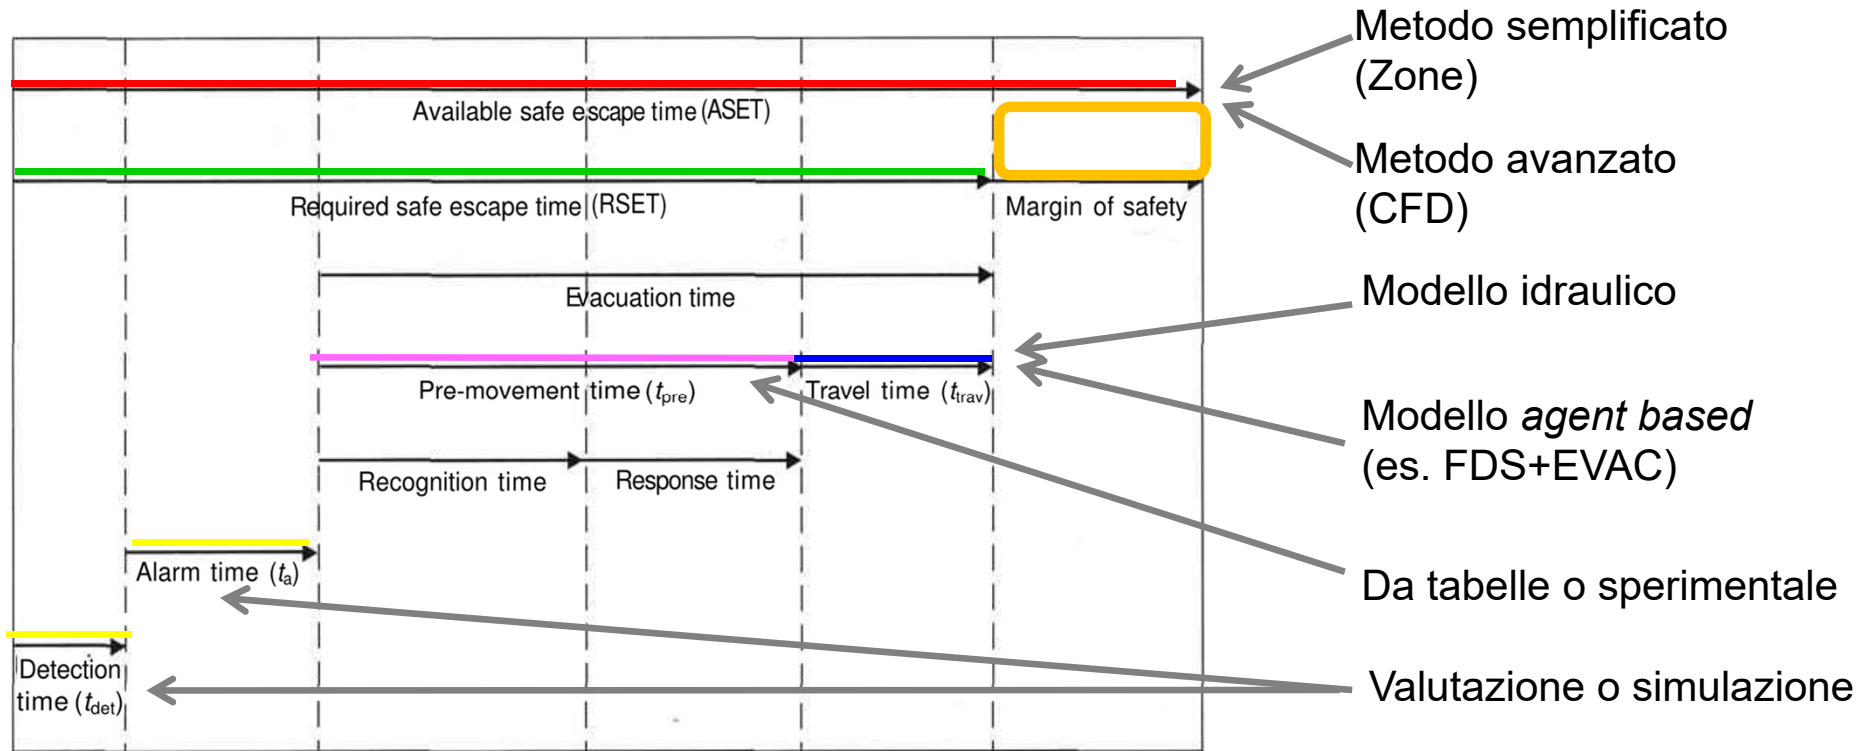 Metodo semplificato
(Zone)
Available safe escape time (ASET)
Metodo avanzato
(CFD)
Required safe escape time (RSET)
Margin of safety
Evacuation time
Modello idraulico
Pre-movement time (tpre)
Travel time (ttrav)
Modello agent based
(es. FDS+EVAC)
Recognition time
Response time
Alarm time (ta)
Da tabelle o sperimentale
Detection
time (tdet)
Valutazione o simulazione